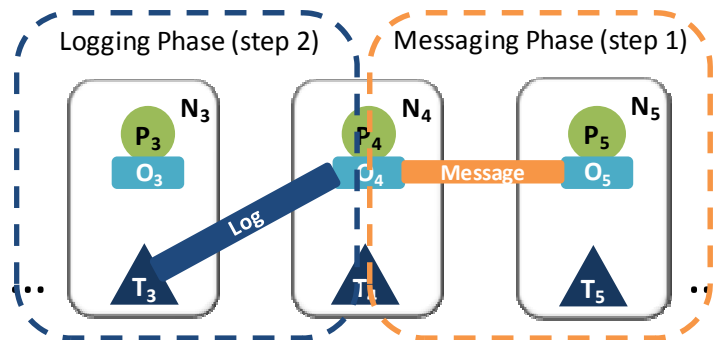 Logging Phase (step 2)
Messaging Phase (step 1)
N3
N4
N5
P3
P4
P5
O3
O4
Message
O5
Log
T3
T4
T5
...
...